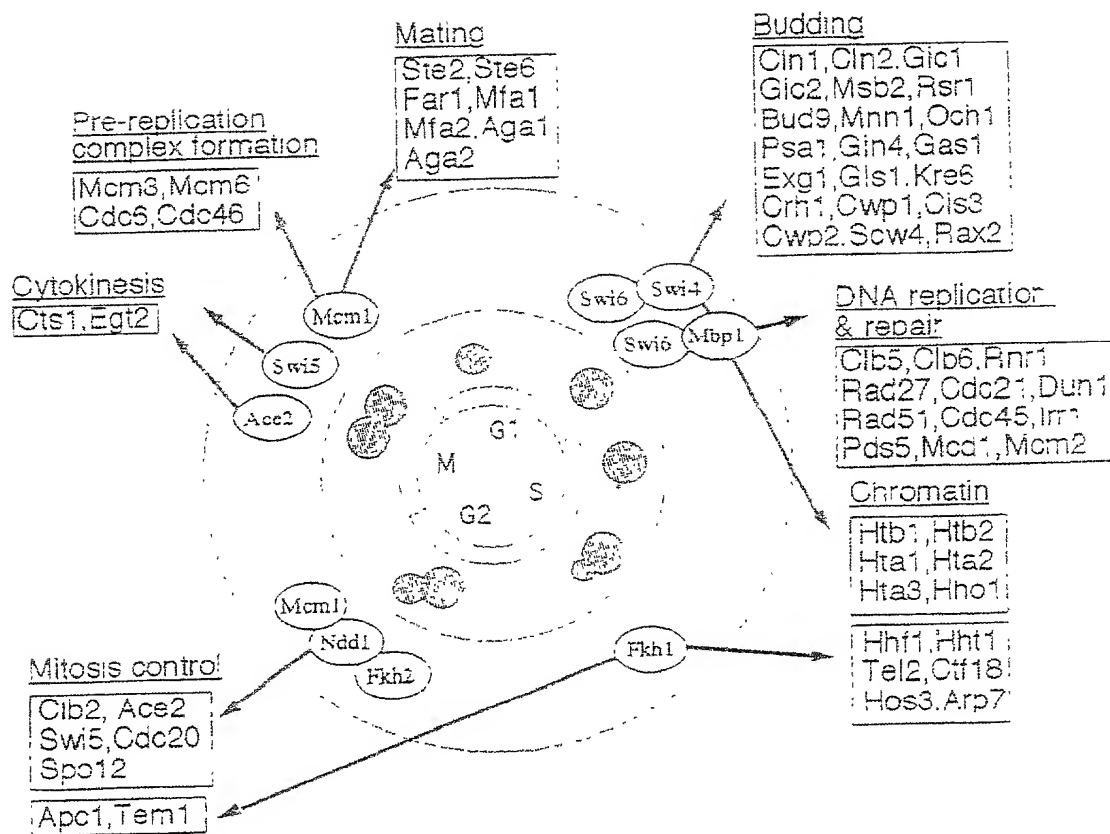 Mating
Ste2,Ste6
Far1,Mfa1
Mfa2,Aga1
Aga2
Budding
Cln1,Cln2.Gic1
Gic2,Msb2,Rsr1
Bud9,Mnn1,Och1
Psa1,Gin4,Gas1
Exg1,Gls1.Kre6
Crh1,Cwp1,Cis3
Cwp2.Scw4,Rax2
Pre-replication
complex formation
Mcm3,Mcm6
Cdc6,Cdc46
Cytokinesis
Cts1,Egt2
Mcm1
Swi5
Ace2
Swi6
Swi4
Swi6
Mbp1
DNA replication
& repair
Clb5,Clb6,Rnr1
Rad27,Cdc21,Dun1
Rad51,Cdc45,Irr1
Pds5,Mcd1,Mcm2
G1
M
S
G2
Chromatin
Htb1,Htb2
Hta1,Hta2
Hta3,Hho1
Hhf1,Hht1
Tel2,Ctf18
Hos3.Arp7
Mcm1
Ndd1
Fkh2
Fkh1
Mitosis control
Clb2, Ace2
Swi5,Cdc20
Spo12
Apc1,Tem1